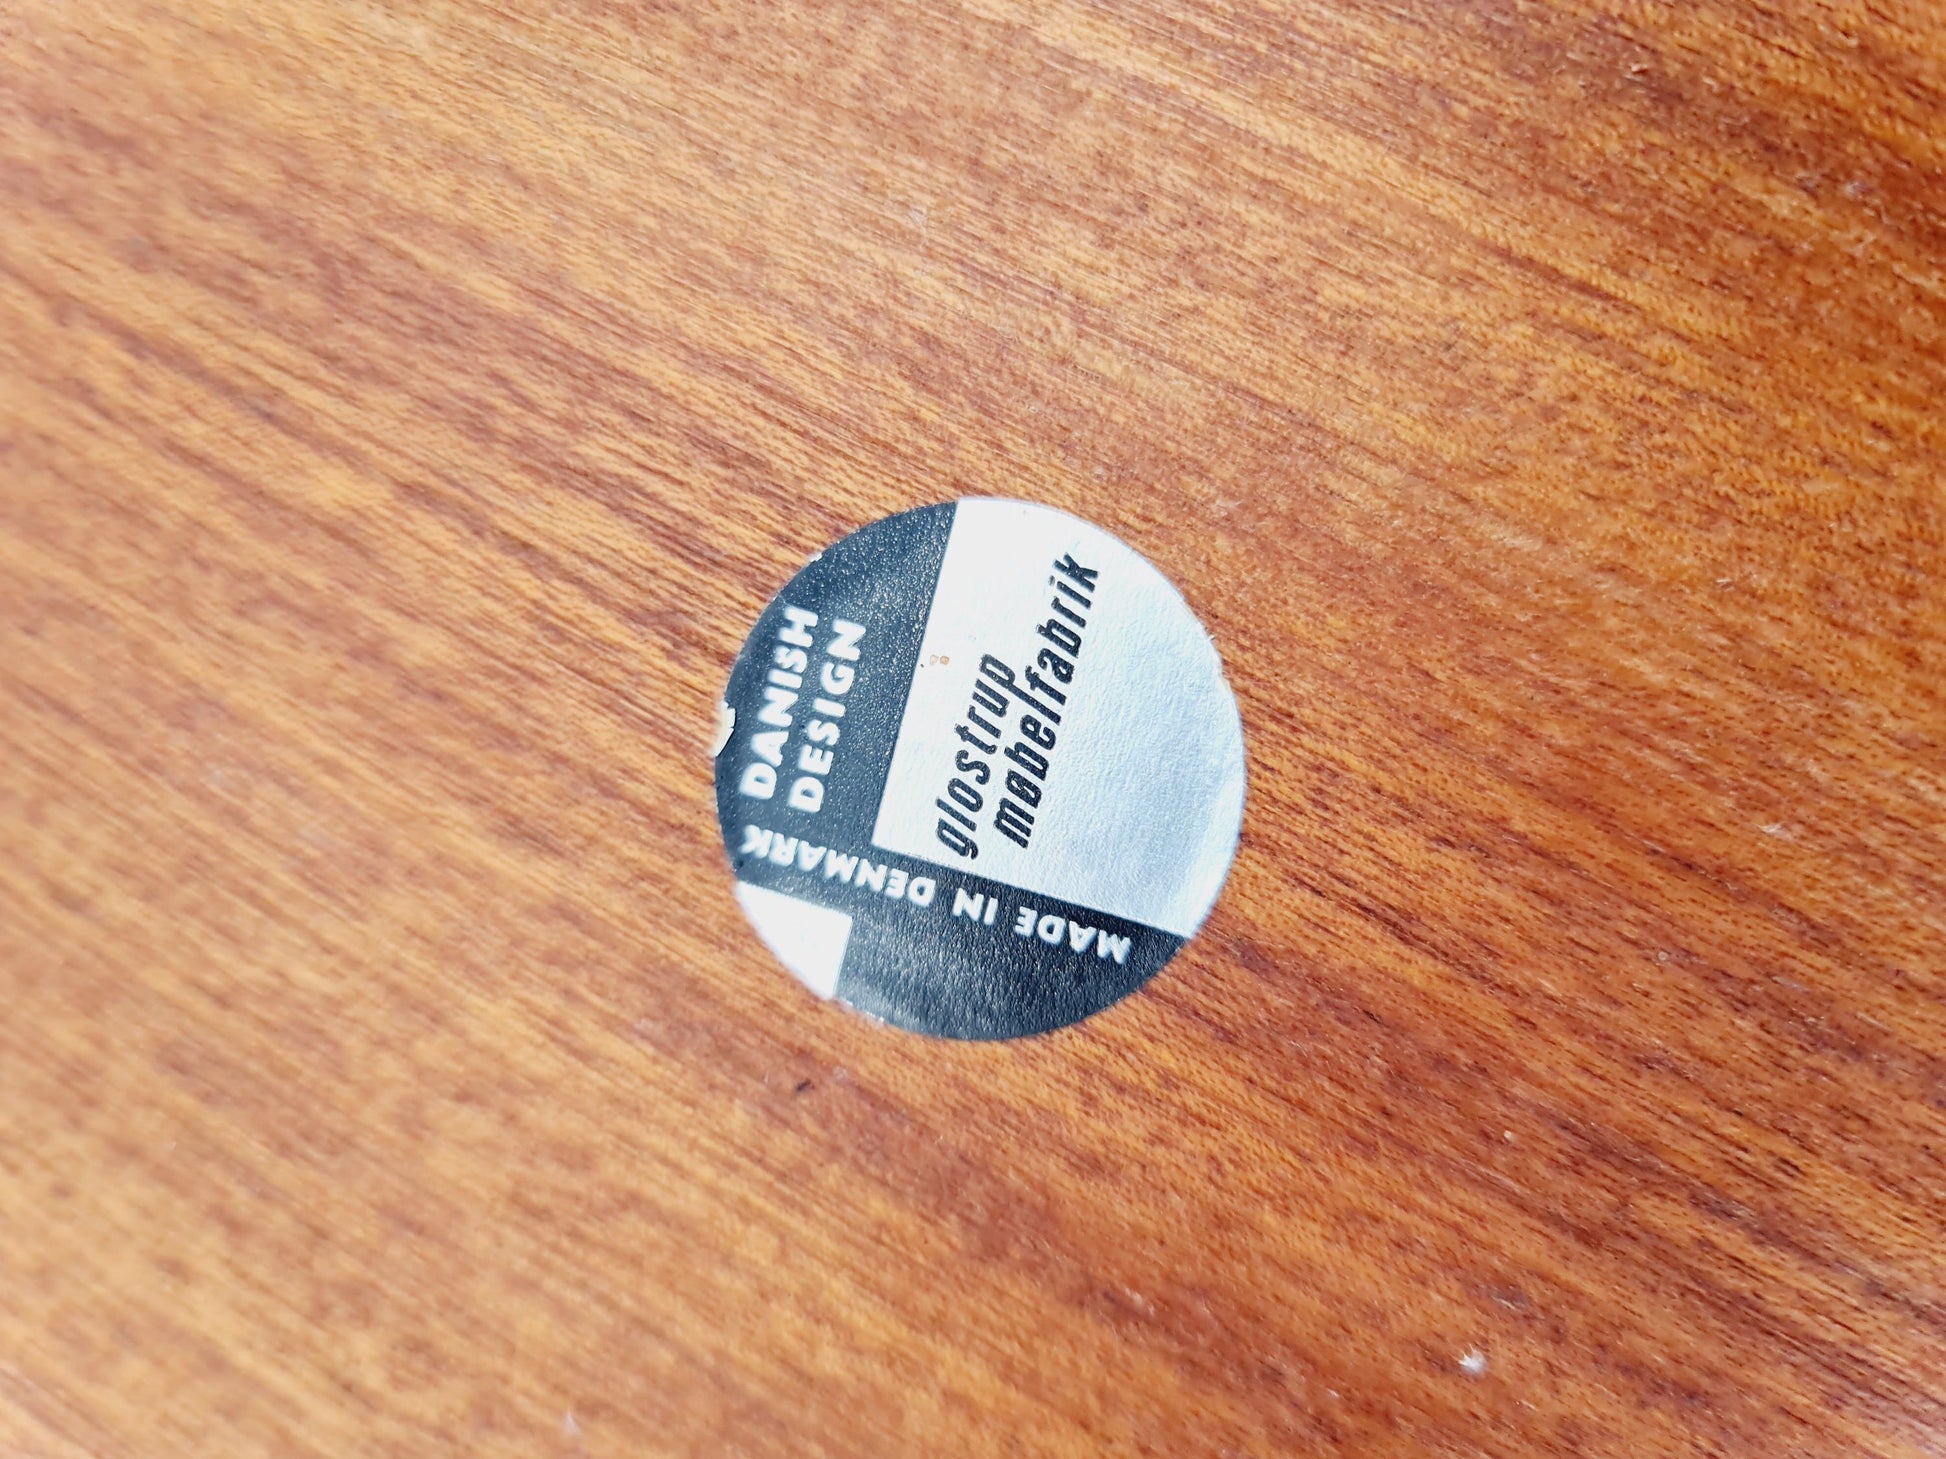 DANISH
DESIGN
glostrup
møbelfabrik
MADE IN DENMARK